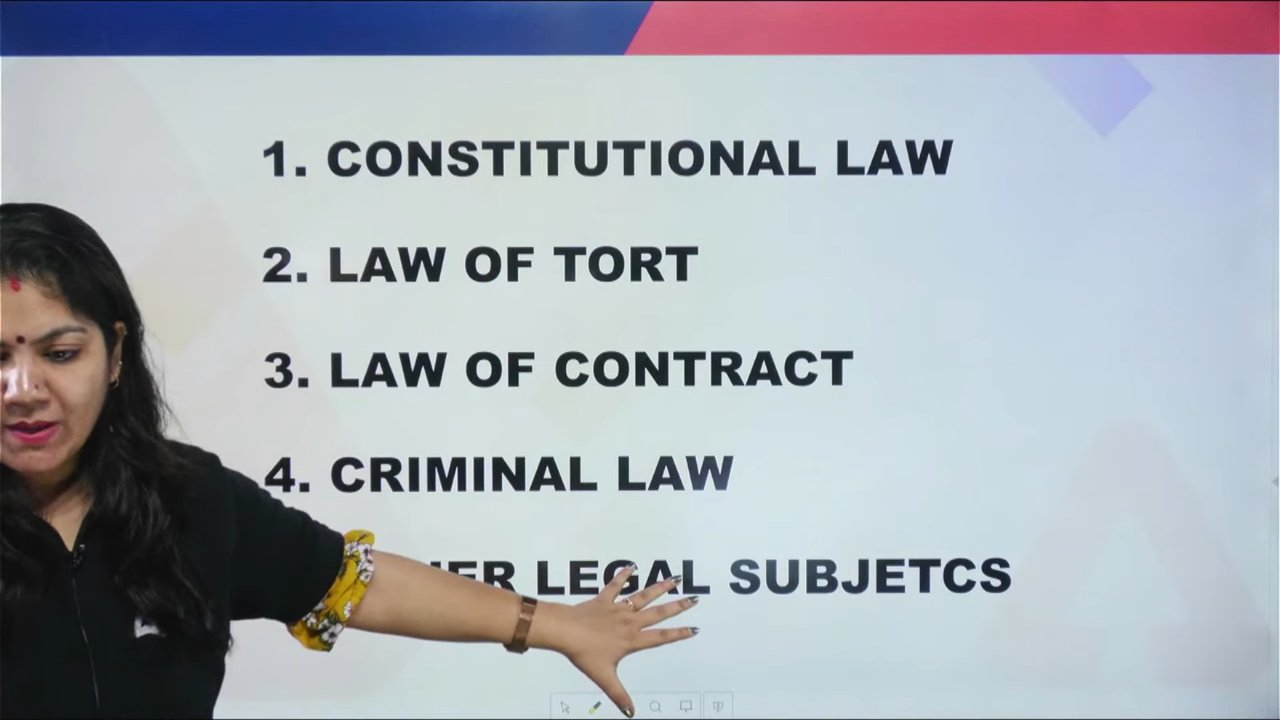 1. CONSTITUTIONAL LAW
2. LAW OF TORT
3. LAW OF CONTRACT
4. CRIMINAL LAW
LEGAL SUBJETCS